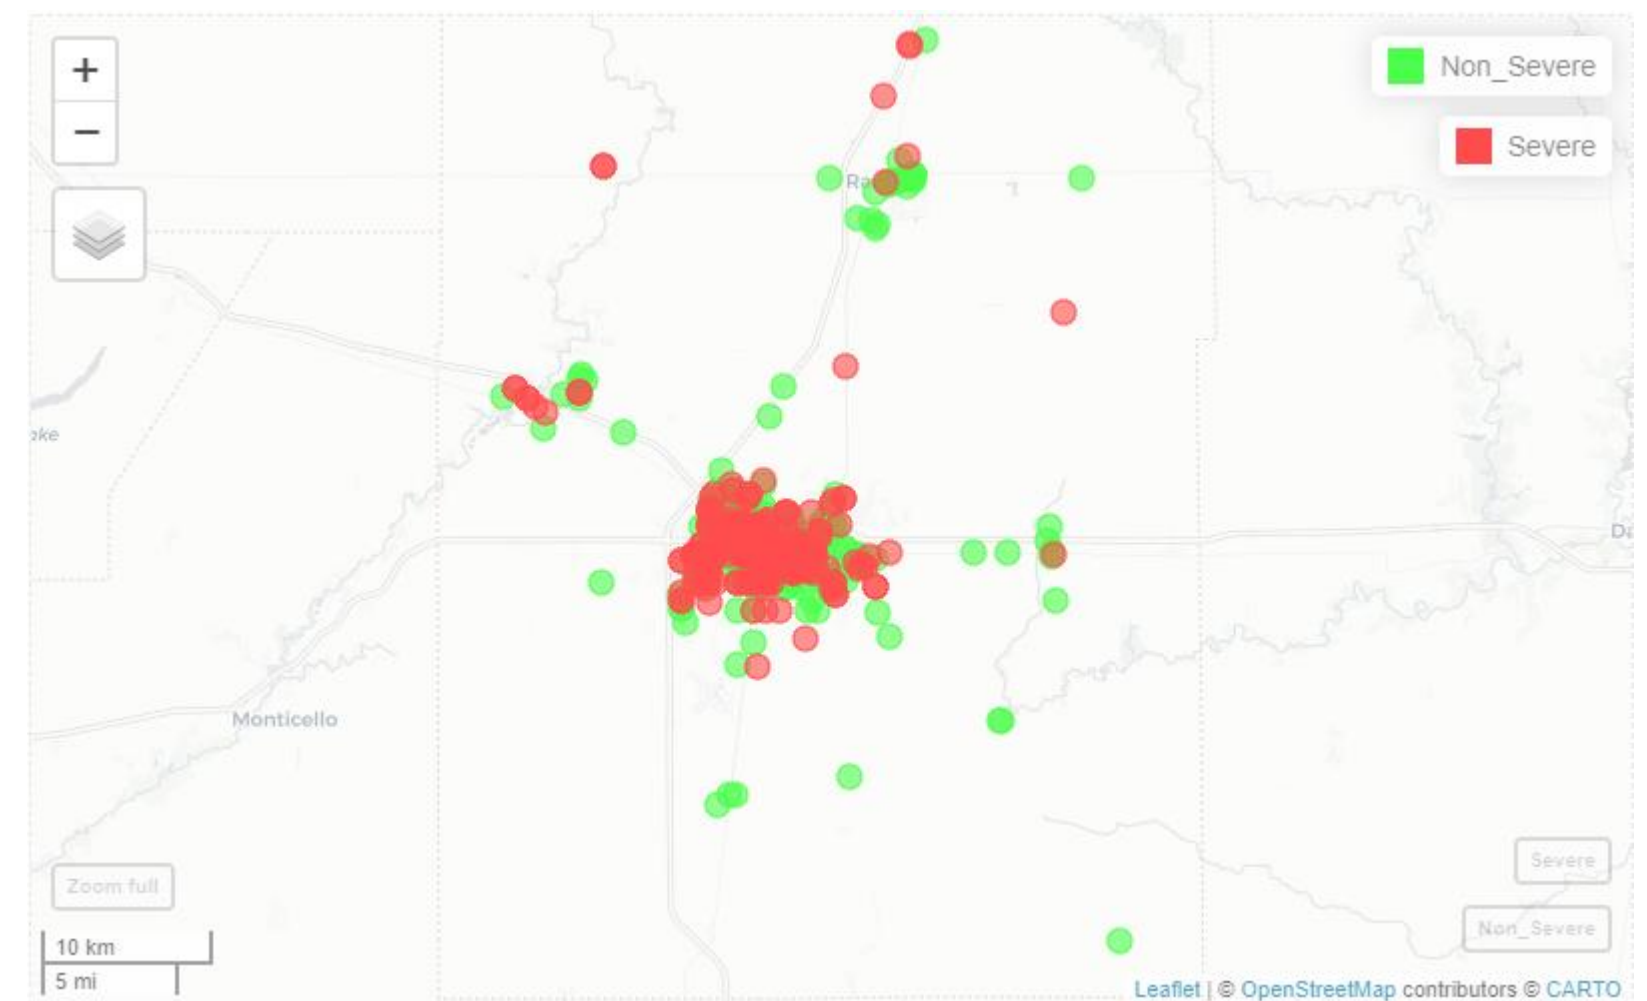 +
Non_Severe
−
Severe
Monticello
Severe
Zoom full
Non_Severe
10 km
5 mi
Leaflet | © OpenStreetMap contributors © CARTO